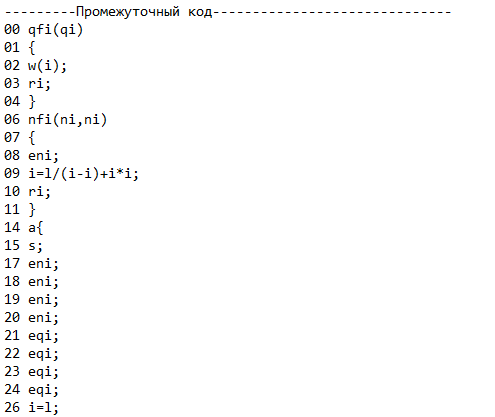 ---------Промежуточный код------------------------------
00 qfi(qi)
01 {
02 w(i);
03 ri;
04 }
06 nfi(ni,ni)
07 {
08 eni;
09 i=l/(i-i)+i*i;
10 ri;
11 }
14 a{
15 s;
17 eni;
18 eni;
19 eni;
20 eni;
21 eqi;
22 eqi;
23 eqi;
24 eqi;
26 i=l;